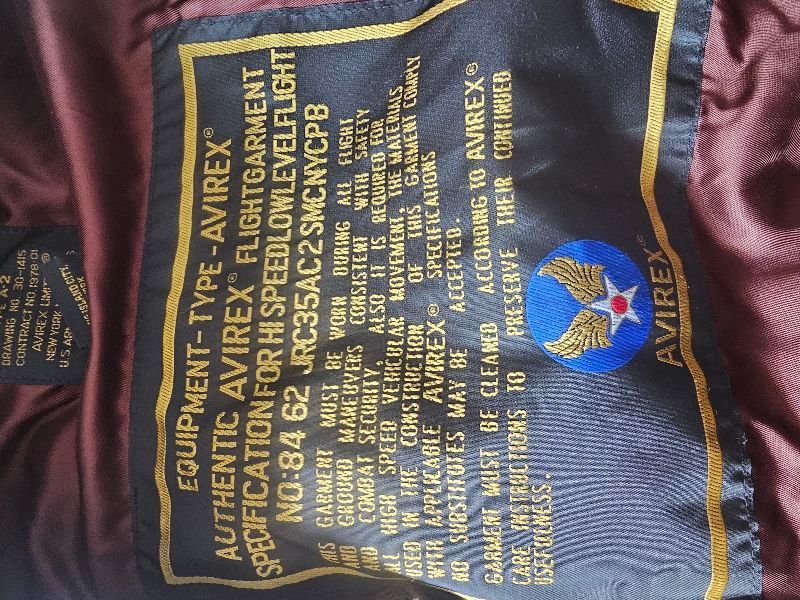 DRAWING NO. 30-1415
CONTRACT NO. 1978-01
AVIREX
NEW YORK
EQUIPMENT-TYPE-AVIREX®
AUTHENTIC AVIREX® FLIGHTGARMENT
SPECIFICATION FOR HI SPEEDLOWLEVELFLIGHT
NO:84 62 JRC35AC2SMCNYCPB
GARMENT MUST BE WORN DURING ALL FLIGHT
AND GROUND MANEUVERS CONSISTENT WITH SAFETY
AND COMBAT SECURITY. ALSO IT IS REQUIRED FOR
ALL HIGH SPEED VEHICULAR MOVEMENT. THE MATERIALS
USED IN THE CONSTRUCTION OF THIS GARMENT COMPLY
WITH APPLICABLE AVIREX® SPECIFICATIONS
NO SUBSTITUTES MAY BE ACCEPTED.
GARMENT MUST BE CLEANED ACCORDING TO AVIREX®
CARE INSTRUCTIONS TO PRESERVE THEIR CONTINUED
USEFULNESS.
AVIREX®